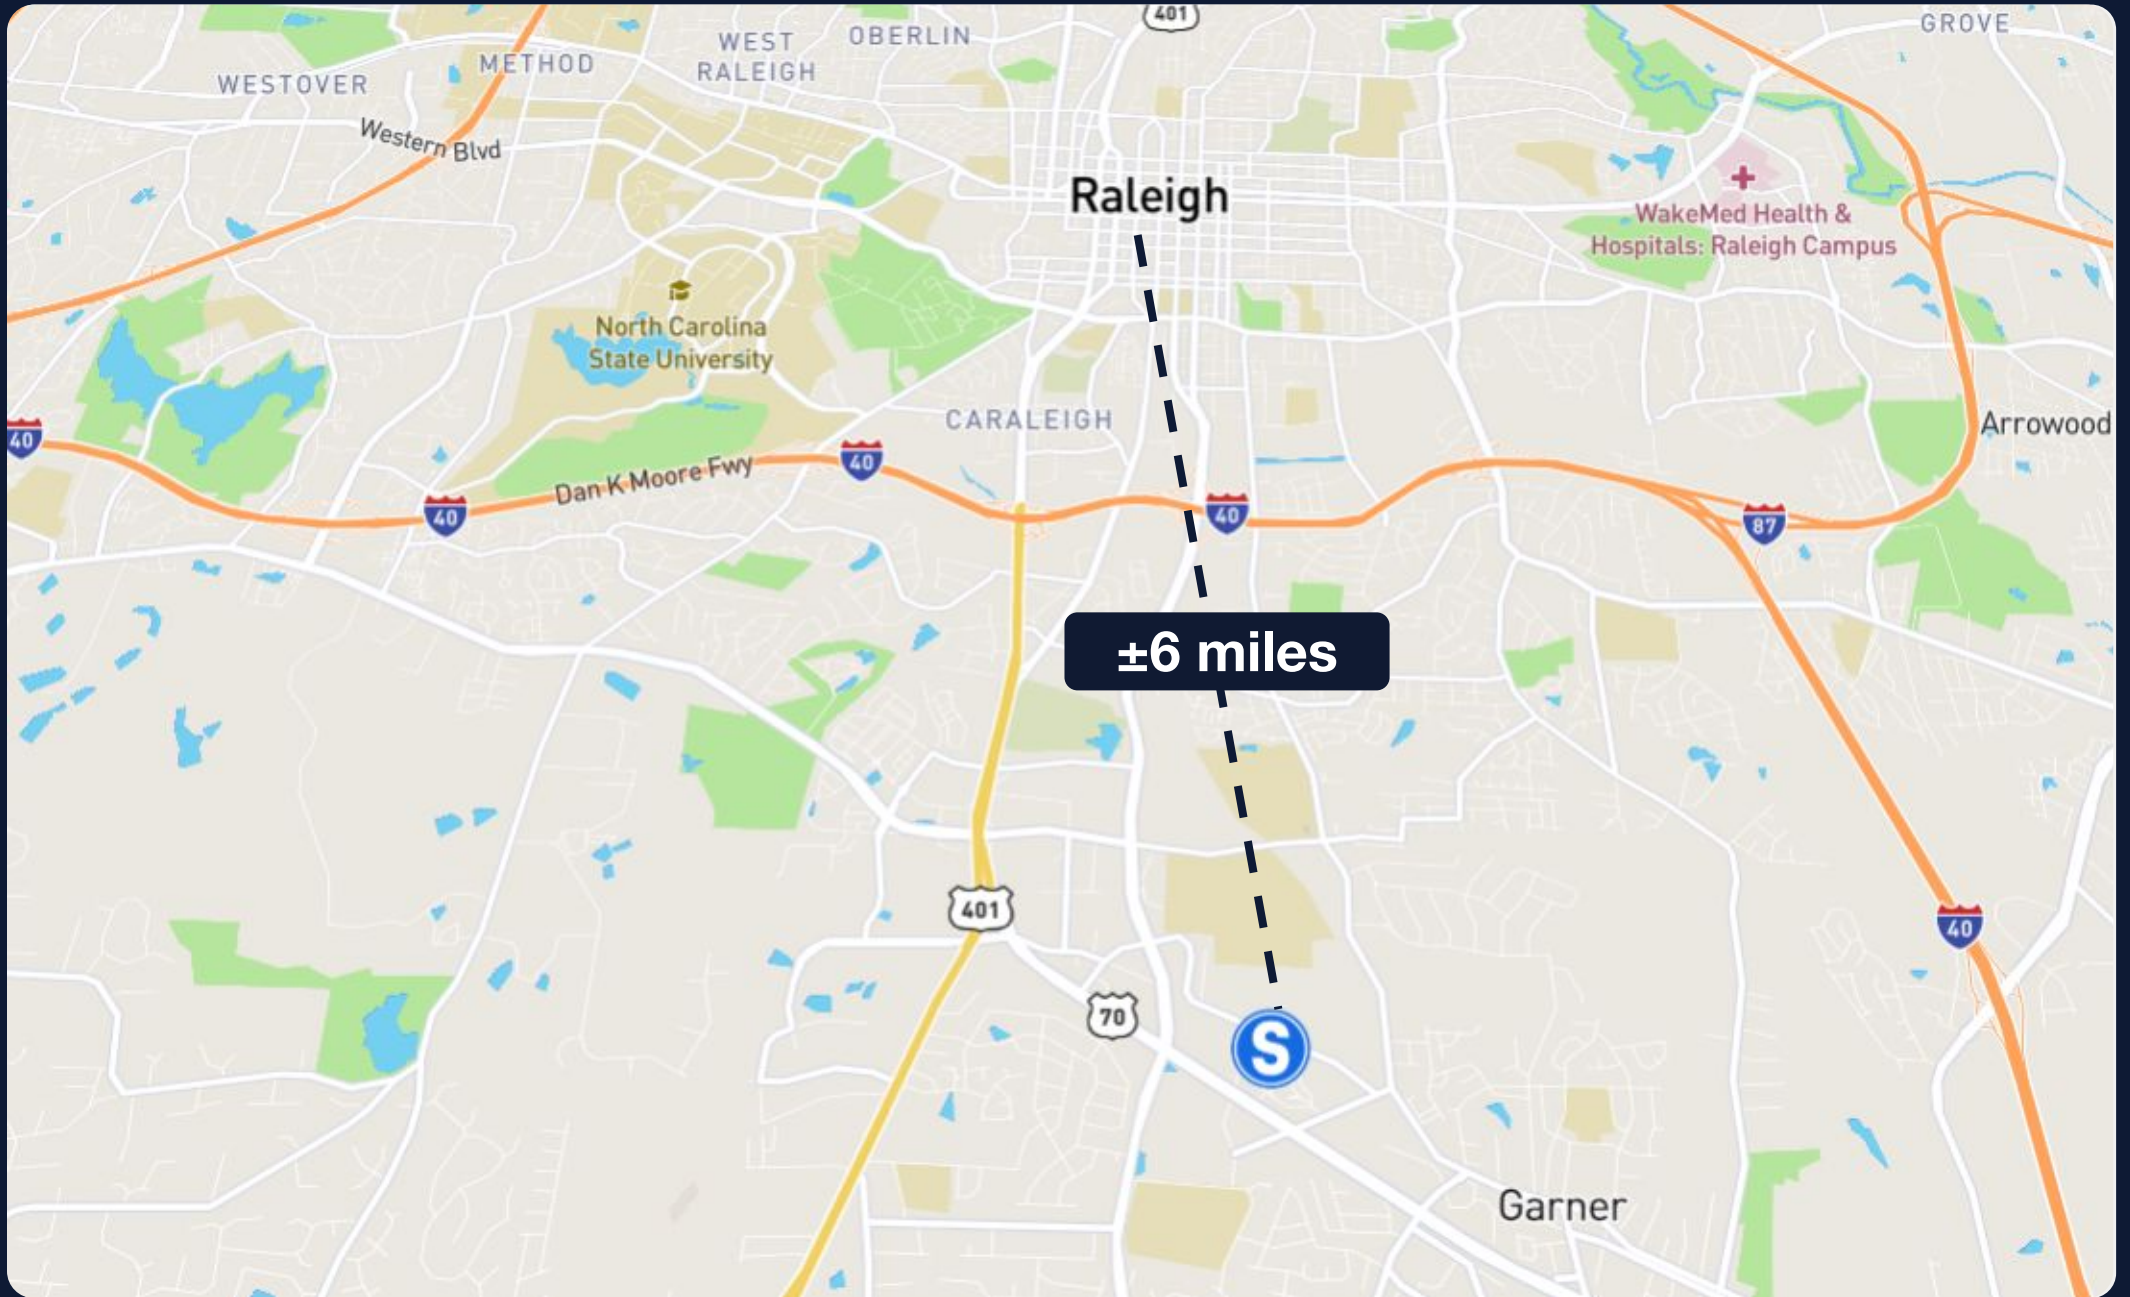 401
GROVE
WEST
RALEIGH
OBERLIN
METHOD
WESTOVER
Western Blvd
Raleigh
WakeMed Health &
Hospitals: Raleigh Campus
North Carolina
State University
CARALEIGH
Arrowood
40
40
Dan K Moore Fwy
40
40
87
±6 miles
401
40
70
S
Garner